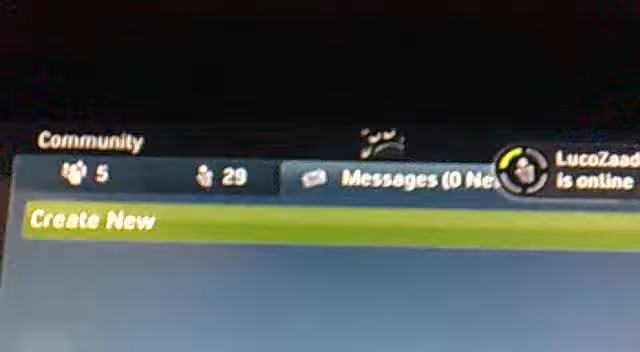 Community
5
29
Messages (0 Ne
LucoZaad
is online
Create New